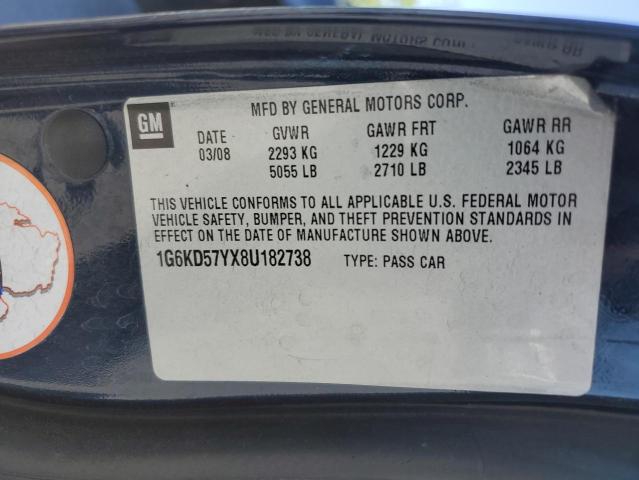 GM
MFD BY GENERAL MOTORS CORP.
DATE GVWR GAWR FRT GAWR RR
03/08 2293 KG 1229 KG 1064 KG
5055 LB 2710 LB 2345 LB
THIS VEHICLE CONFORMS TO ALL APPLICABLE U.S. FEDERAL MOTOR
VEHICLE SAFETY, BUMPER, AND THEFT PREVENTION STANDARDS IN
EFFECT ON THE DATE OF MANUFACTURE SHOWN ABOVE.
1G6KD57YX8U182738 TYPE: PASS CAR